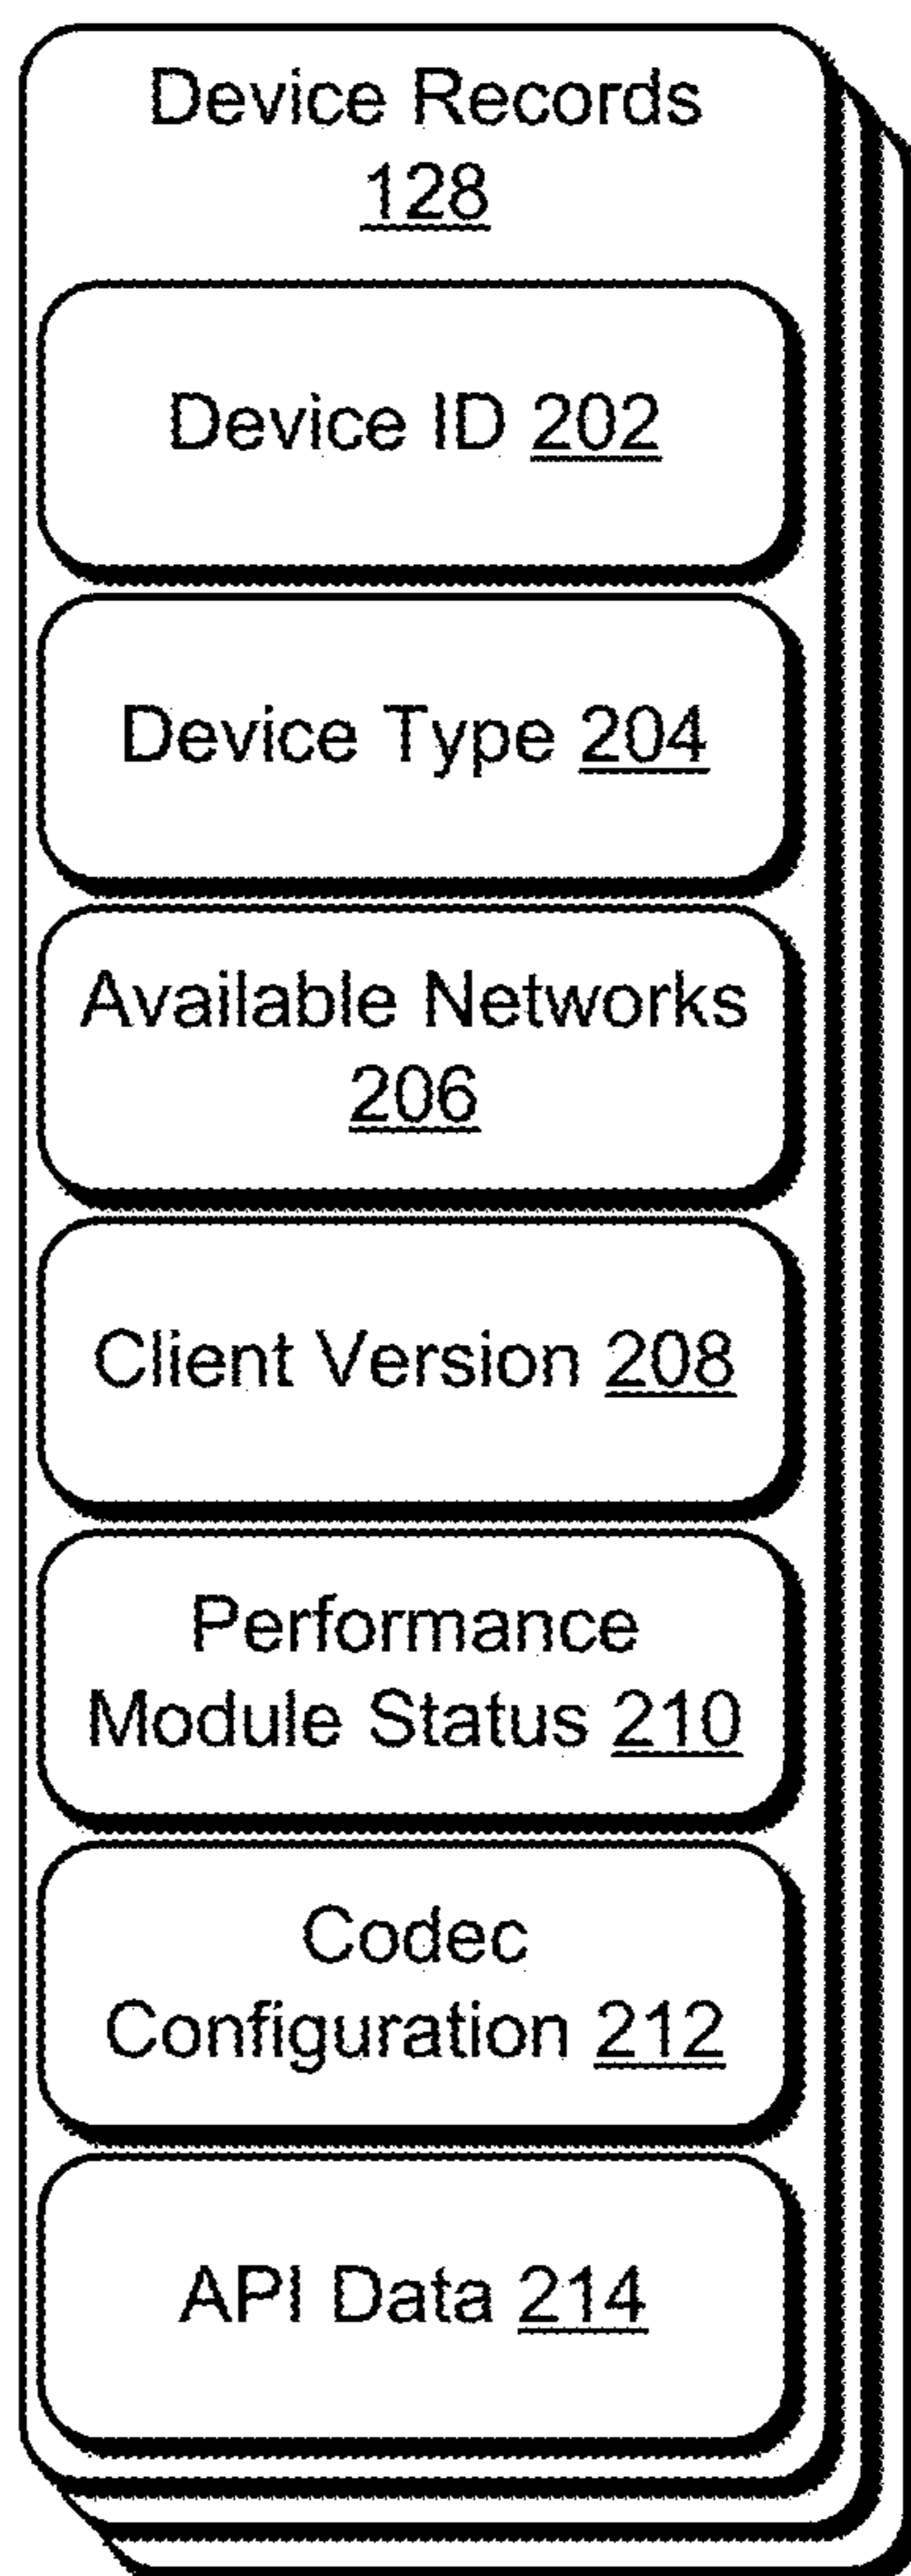 Device Records
128
Device ID 202
Device Type 204
Available Networks
206
Client Version 208
Performance
Module Status 210
Codec
Configuration 212
API Data 214